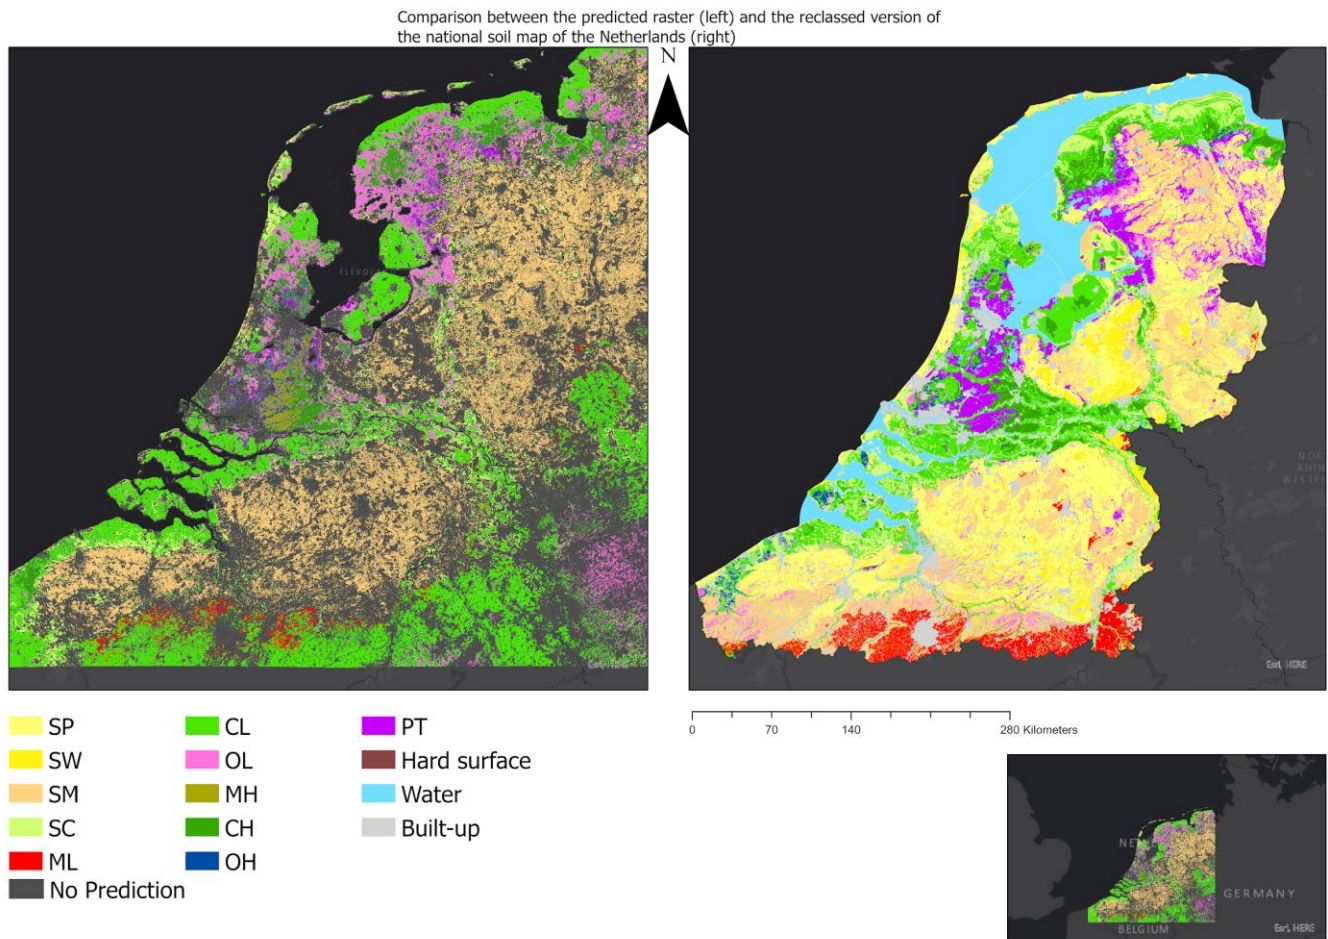 Comparison between the predicted raster (left) and the reclassed version of
the national soil map of the Netherlands (right)
N
Esri, HERE
Esri, HERE
SP
SW
SM
SC
ML
No Prediction
CL
OL
MH
CH
OH
PT
Hard surface
Water
Built-up
0 70 140 280 Kilometers
GERMANY
BELGIUM
Esri, HERE